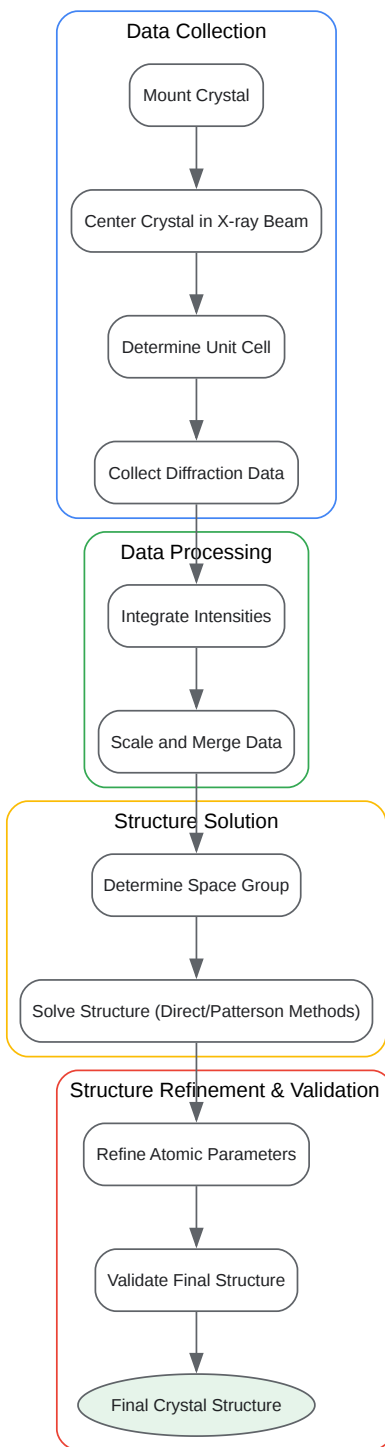 Data Collection
Mount Crystal
Center Crystal in X-ray Beam
Determine Unit Cell
Collect Diffraction Data
Data Processing
Integrate Intensities
Scale and Merge Data
Structure Solution
Determine Space Group
Solve Structure (Direct/Patterson Methods)
Structure Refinement & Validation
Refine Atomic Parameters
Validate Final Structure
Final Crystal Structure